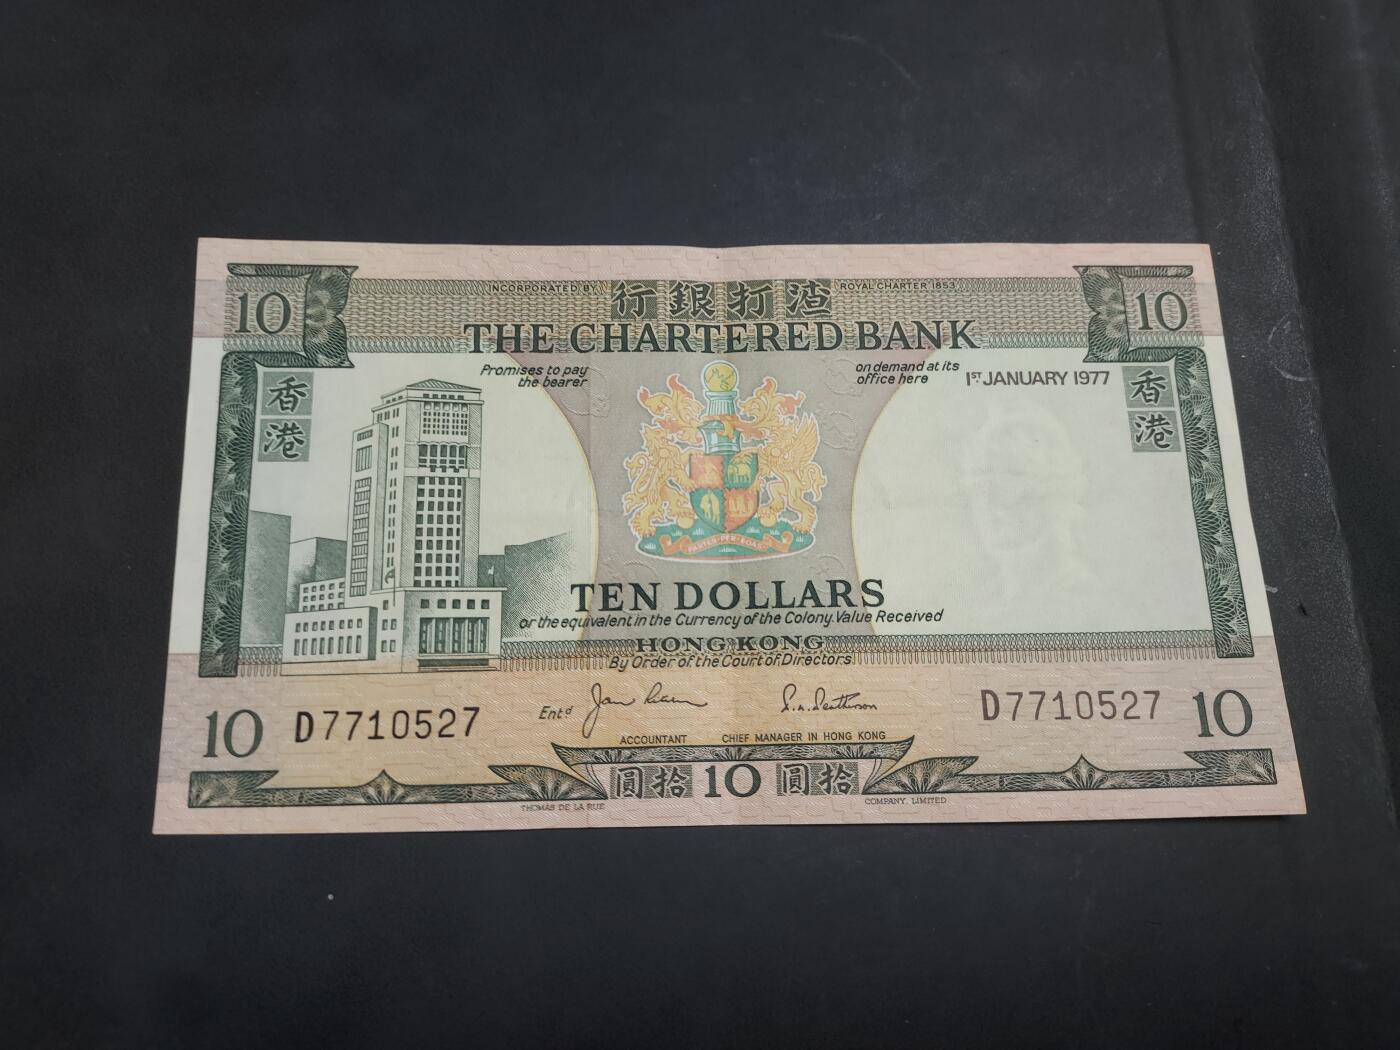 10
INCORPORATED BY
行銀打渣
ROYAL CHARTER 1853
10
THE CHARTERED BANK
Promises to pay
the bearer
on demand at its
office here
1ST JANUARY 1977
香港
香港
TEN DOLLARS
or the equivalent in the Currency of the Colony. Value Received
HONG KONG
By Order of the Court of Directors
10
D7710527
Entd
ACCOUNTANT
CHIEF MANAGER IN HONG KONG
D7710527
10
圓拾 10 圓拾
THOMAS DE LA RUE
COMPANY, LIMITED